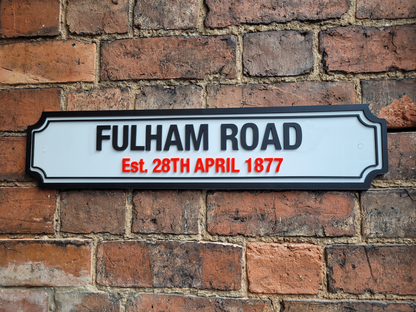 FULHAM ROAD
Est. 28TH APRIL 1877